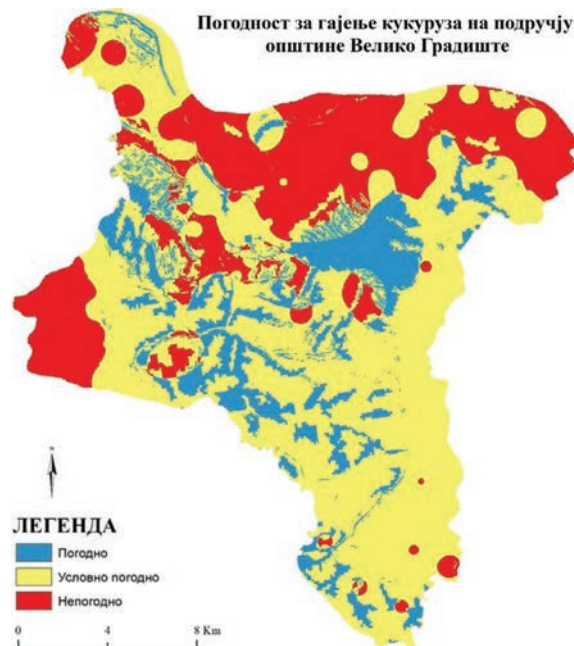 Погодност за гајење кукуруза на подручју
општине Велико Градиште
ЛЕГЕНДА
Погодно
Условно погодно
Непогодно
0 4 8 Km